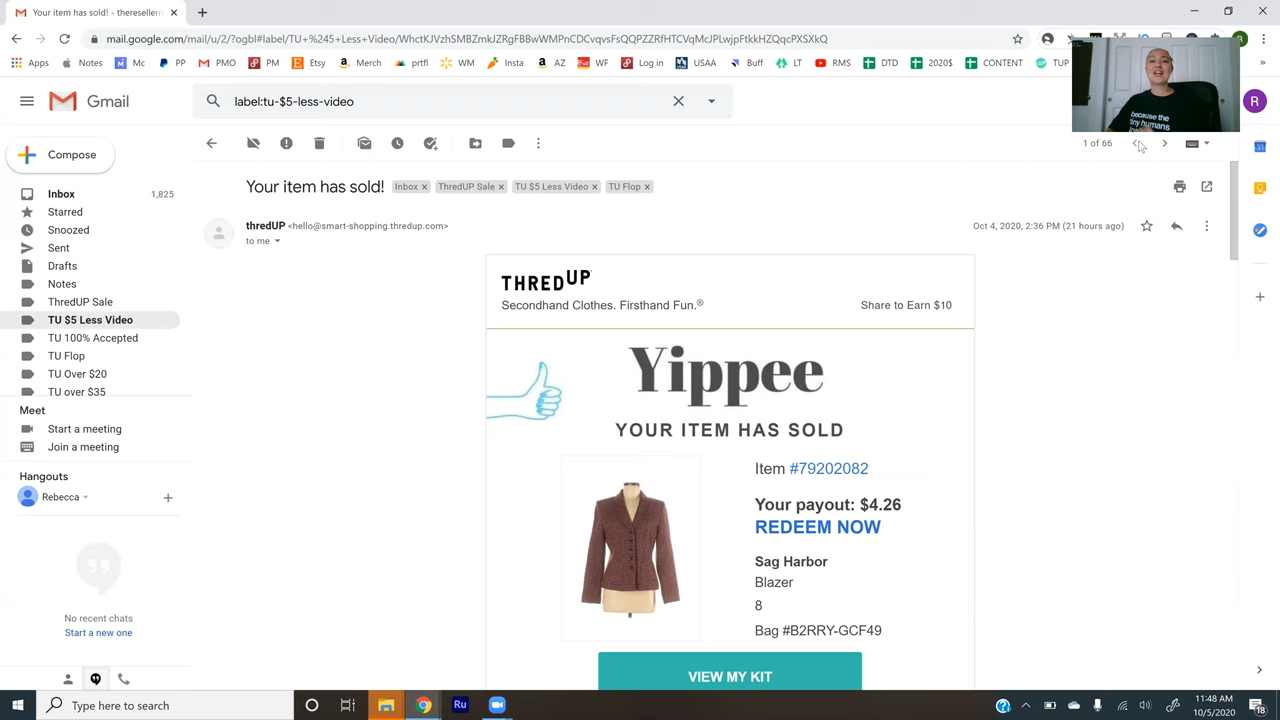 Your item has sold! - theresellerr
mail.google.com/mail/u/2/?ogbl#label/TU+%245+Less+Video/WhctKJVzhSMBZmkJZRgFBBwWMPnCDCvqvsFsQQPZZRfHTCVqMcJPLwjpFtkkHZQqcPXSXkQ
Apps Notes Mc PP PMO PM Etsy Merch prtfl WM Insta AZ WF Log in USAA Buff LT RMS DTD 2020$ CONTENT TUP
because the
tiny humans
Gmail
label:tu-$5-less-video
R
Compose
1 of 66
Your item has sold! Inbox x ThredUP Sale x TU $5 Less Video x TU Flop x
Inbox 1,825
Starred
Snoozed
Sent
Drafts
Notes
ThredUP Sale
TU $5 Less Video
TU 100% Accepted
TU Flop
TU Over $20
TU over $35
Meet
Start a meeting
Join a meeting
Hangouts
Rebecca
No recent chats
Start a new one
thredUP <hello@smart-shopping.thredup.com>
Oct 4, 2020, 2:36 PM (21 hours ago)
to me
THREDUP
Secondhand Clothes. Firsthand Fun.®
Share to Earn $10
Yippee
YOUR ITEM HAS SOLD
Item #79202082
Your payout: $4.26
REDEEM NOW
Sag Harbor
Blazer
8
Bag #B2RRY-GCF49
VIEW MY KIT
Type here to search
Ru
11:48 AM
10/5/2020
18